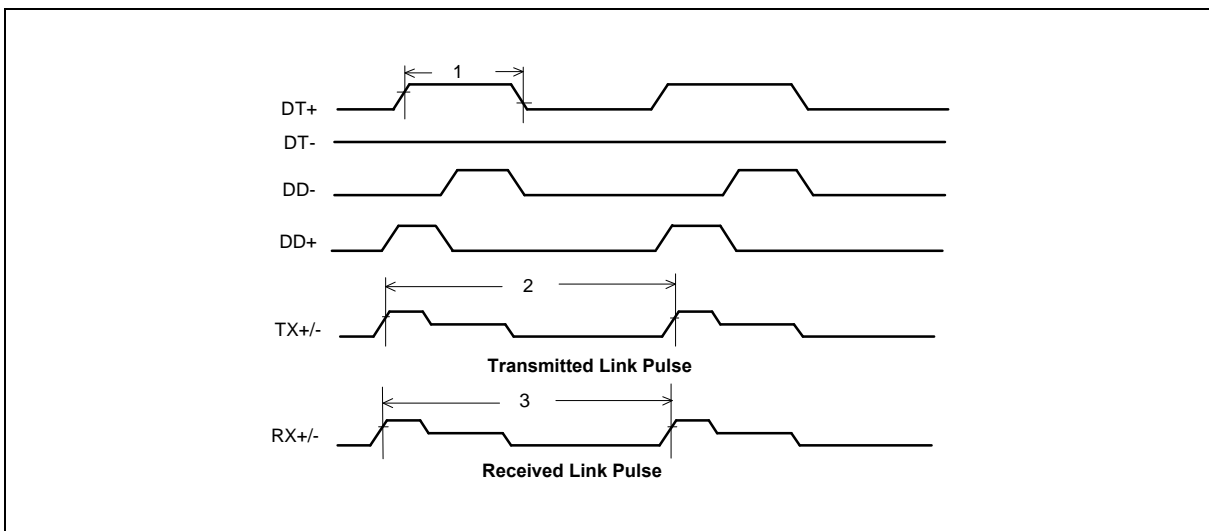 1
DT+
DT-
DD-
DD+
2
TX+/-
Transmitted Link Pulse
3
RX+/-
Received Link Pulse